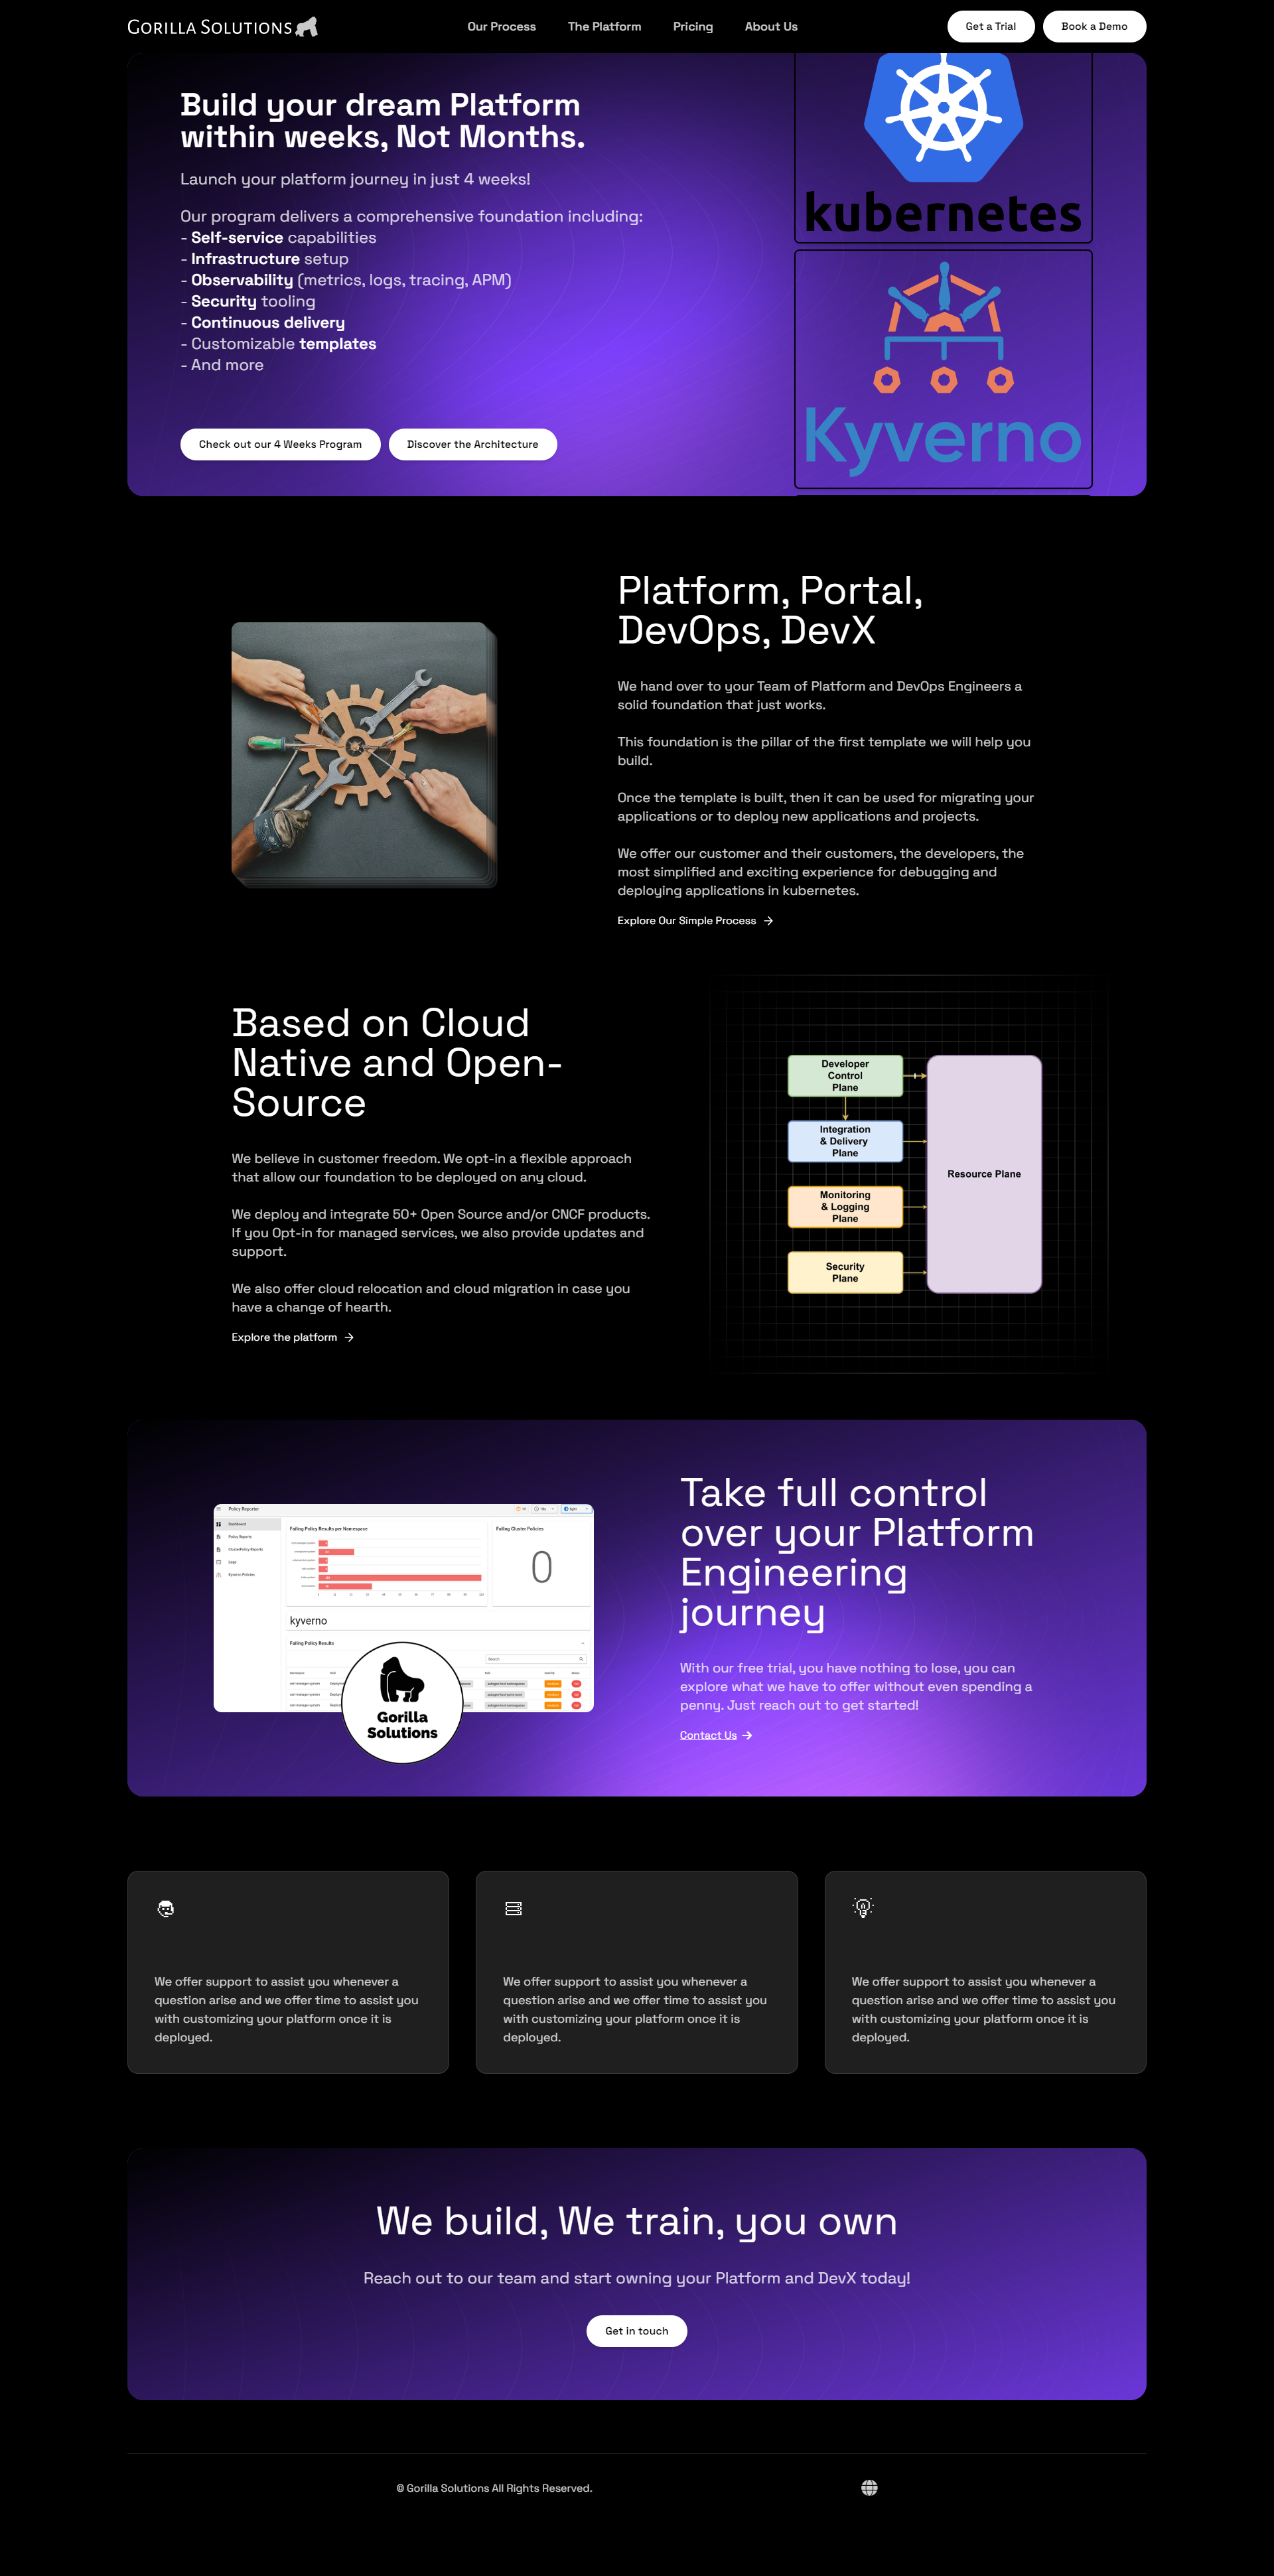 GORILLA SOLUTIONS
Our Process
The Platform
Pricing
About Us
Get a Trial
Book a Demo
Build your dream Platform
within weeks, Not Months.
Launch your platform journey in just 4 weeks!
Our program delivers a comprehensive foundation including:
- Self-service capabilities
- Infrastructure setup
- Observability (metrics, logs, tracing, APM)
- Security tooling
- Continuous delivery
- Customizable templates
- And more
Check out our 4 Weeks Program
Discover the Architecture
kubernetes
Kyverno
Platform, Portal,
DevOps, DevX
We hand over to your Team of Platform and DevOps Engineers a
solid foundation that just works.
This foundation is the pillar of the first template we will help you
build.
Once the template is built, then it can be used for migrating your
applications or to deploy new applications and projects.
We offer our customer and their customers, the developers, the
most simplified and exciting experience for debugging and
deploying applications in kubernetes.
Explore Our Simple Process
Based on Cloud
Native and Open-
Source
We believe in customer freedom. We opt-in a flexible approach
that allow our foundation to be deployed on any cloud.
We deploy and integrate 50+ Open Source and/or CNCF products.
If you Opt-in for managed services, we also provide updates and
support.
We also offer cloud relocation and cloud migration in case you
have a change of hearth.
Explore the platform
Developer
Control
Plane
Integration
& Delivery
Plane
Monitoring
& Logging
Plane
Security
Plane
Resource Plane
Policy Reporter
Dashboard
Policy Reports
ClusterPolicy Reports
Logs
Kyverno Policies
Failing Policy Results per Namespace
Failing Cluster Policies
0
kyverno
Failing Policy Results
Search
Gorilla
Solutions
Take full control
over your Platform
Engineering
journey
With our free trial, you have nothing to lose, you can
explore what we have to offer without even spending a
penny. Just reach out to get started!
Contact Us
We offer support to assist you whenever a
question arise and we offer time to assist you
with customizing your platform once it is
deployed.
We offer support to assist you whenever a
question arise and we offer time to assist you
with customizing your platform once it is
deployed.
We offer support to assist you whenever a
question arise and we offer time to assist you
with customizing your platform once it is
deployed.
We build, We train, you own
Reach out to our team and start owning your Platform and DevX today!
Get in touch
© Gorilla Solutions All Rights Reserved.